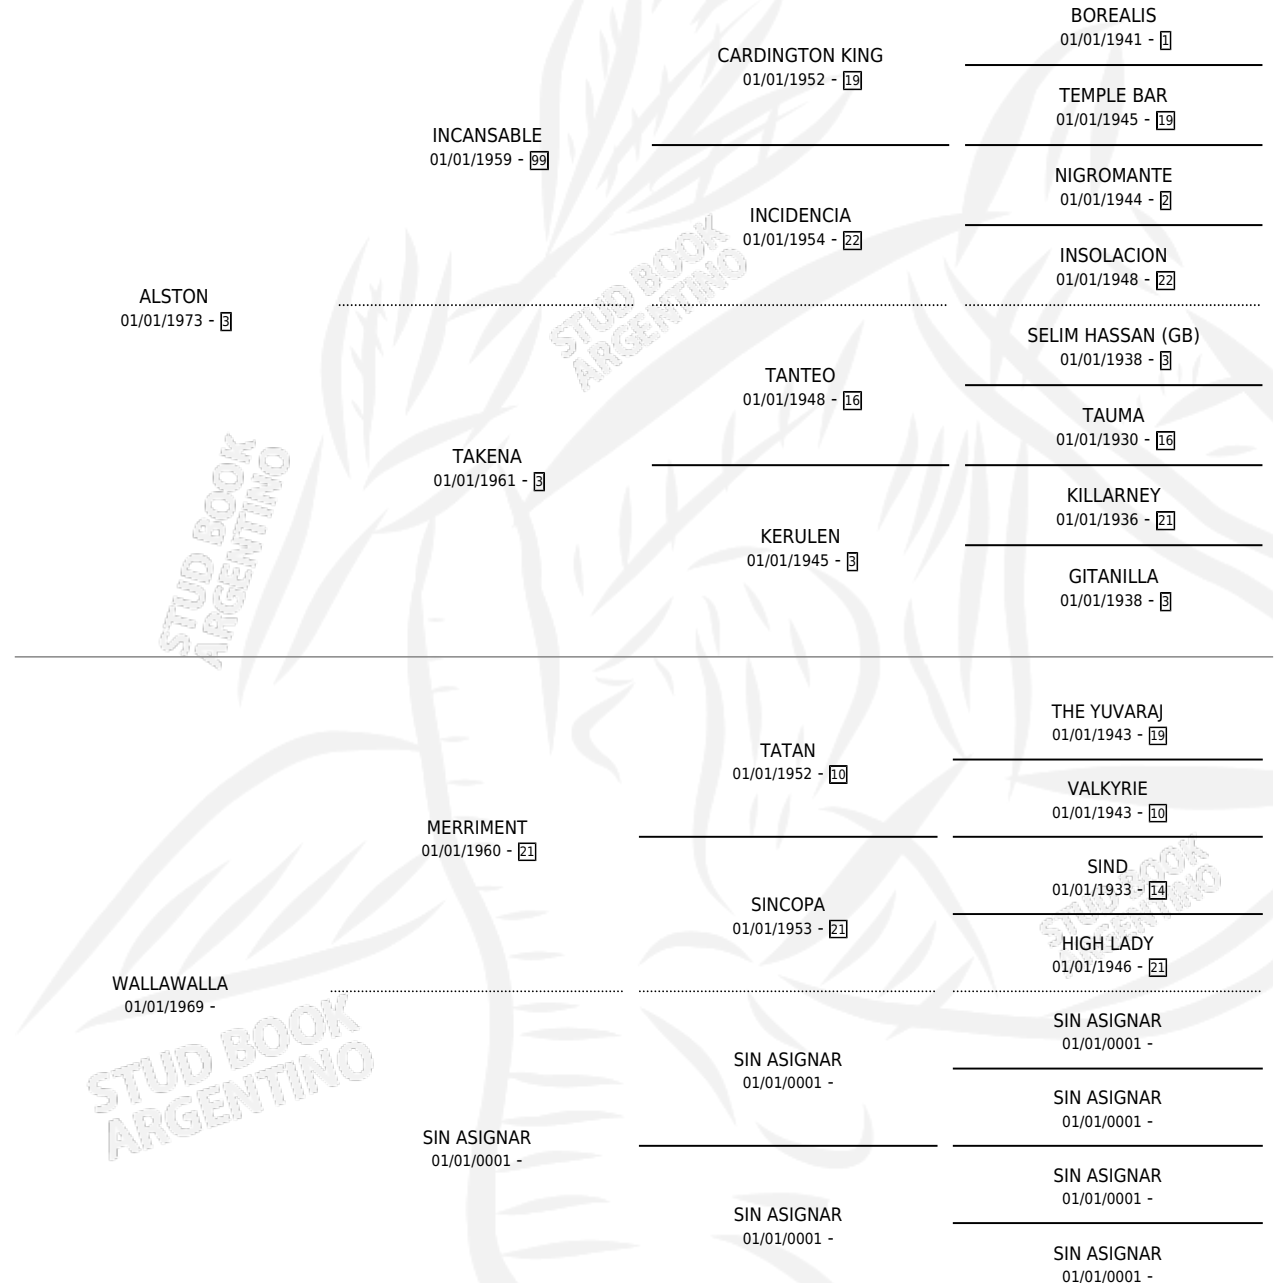 BOREALIS
01/01/1941 - 1
CARDINGTON KING
01/01/1952 - 19
TEMPLE BAR
01/01/1945 - 19
INCANSABLE
01/01/1959 - 99
NIGROMANTE
01/01/1944 - 2
INCIDENCIA
01/01/1954 - 22
INSOLACION
01/01/1948 - 22
STUD BOOK
ARGENTINO
ALSTON
01/01/1973 - 3
SELIM HASSAN (GB)
01/01/1938 - 3
TANTEO
01/01/1948 - 16
TAUMA
01/01/1930 - 16
TAKENA
01/01/1961 - 3
KILLARNEY
01/01/1936 - 21
KERULEN
01/01/1945 - 3
GITANILLA
01/01/1938 - 3
STUD BOOK
ARGENTINO
THE YUVARAJ
01/01/1943 - 19
TATAN
01/01/1952 - 10
VALKYRIE
01/01/1943 - 10
MERRIMENT
01/01/1960 - 21
SIND
01/01/1933 - 14
SINCOPA
01/01/1953 - 21
HIGH LADY
01/01/1946 - 21
STUD BOOK
ARGENTINO
WALLAWALLA
01/01/1969 -
SIN ASIGNAR
01/01/0001 -
SIN ASIGNAR
01/01/0001 -
SIN ASIGNAR
01/01/0001 -
STUD BOOK
ARGENTINO
SIN ASIGNAR
01/01/0001 -
SIN ASIGNAR
01/01/0001 -
SIN ASIGNAR
01/01/0001 -
SIN ASIGNAR
01/01/0001 -